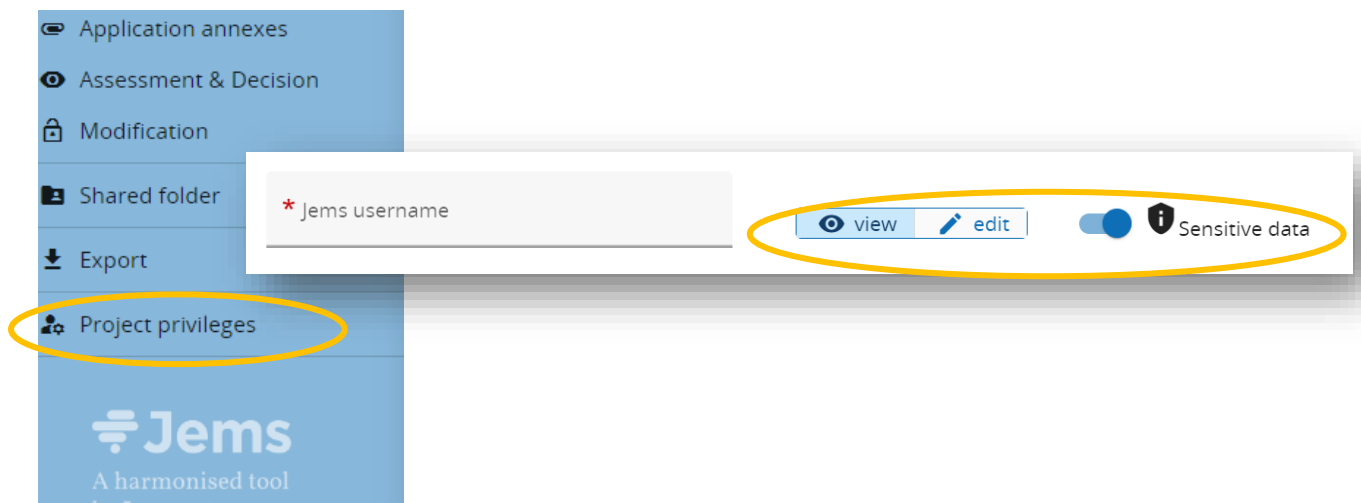 Application annexes
Assessment & Decision
Modification
Shared folder
* Jems username
view
edit
Sensitive data
Export
Project privileges
Jems
A harmonised tool